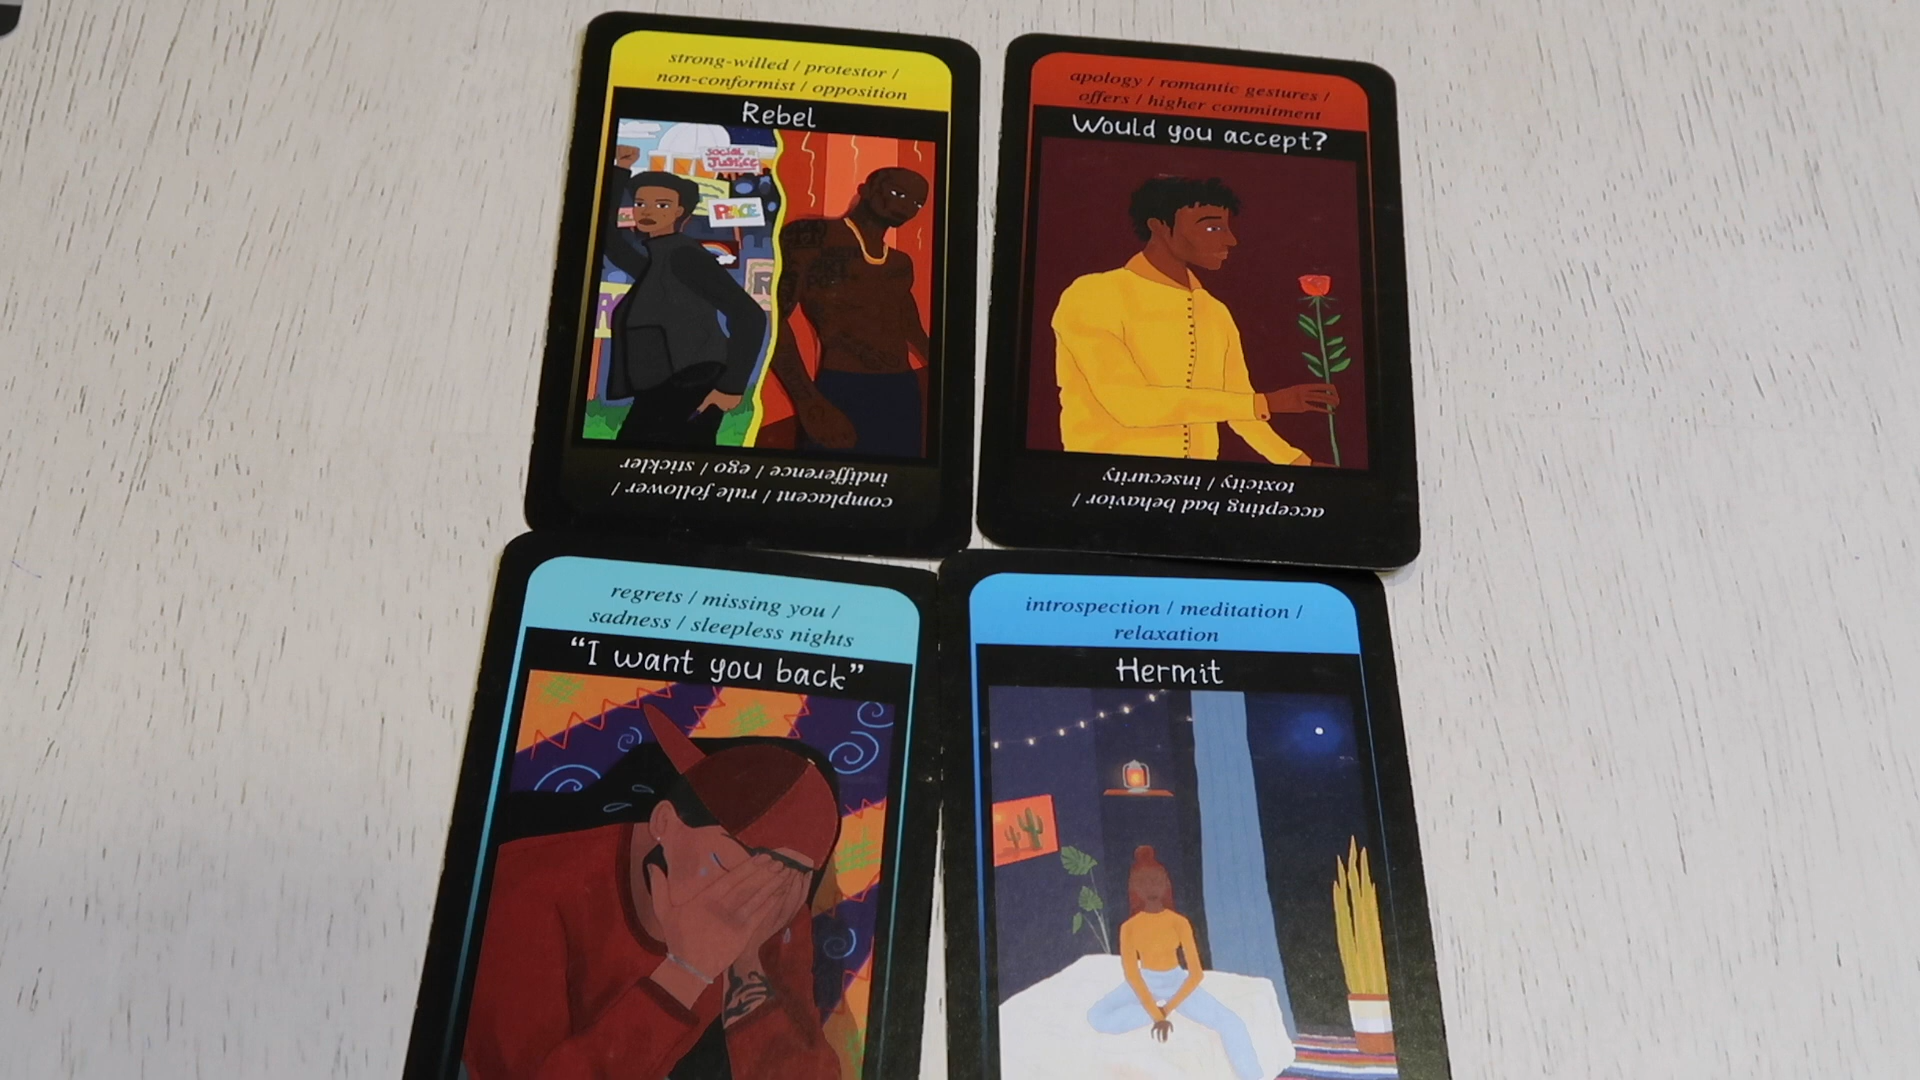 strong-willed / protestor /
non-conformist / opposition
Rebel
SOCIAL
JUSTICE
PEACE
complacent / rule follower /
indifference / ego / stickler
apology / romantic gestures /
offers / higher commitment
Would you accept?
accepting bad behavior /
toxicity / insecurity
regrets / missing you /
sadness / sleepless nights
"I want you back"
introspection / meditation /
relaxation
Hermit